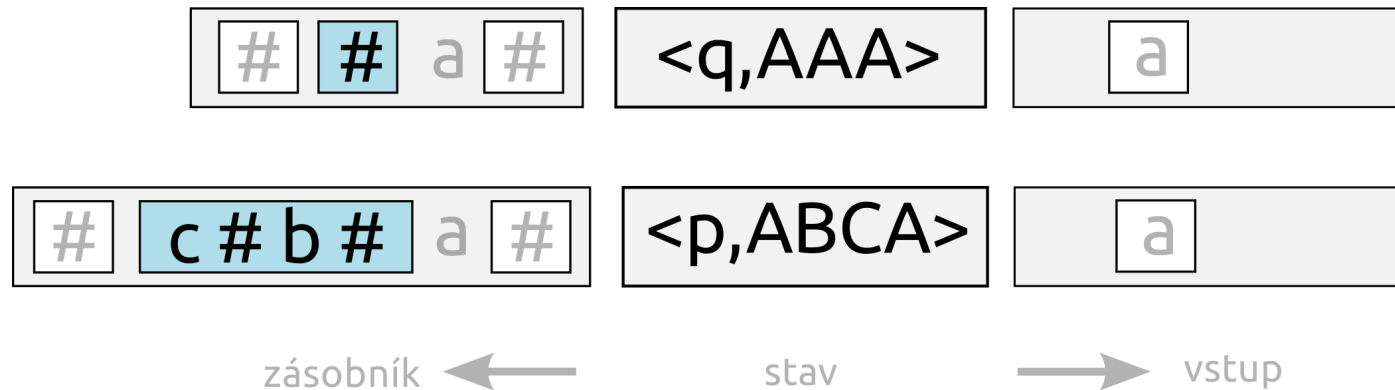 # # a # <q,AAA> a
# c # b # a # <p,ABCA> a
zásobník stav vstup